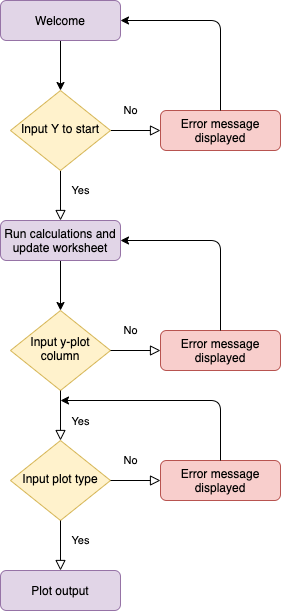 Welcome
No
Input Y to start
Error message
displayed
Yes
Run calculations and
update worksheet
No
Input y-plot
column
Error message
displayed
Yes
No
Input plot type
Error message
displayed
Yes
Plot output